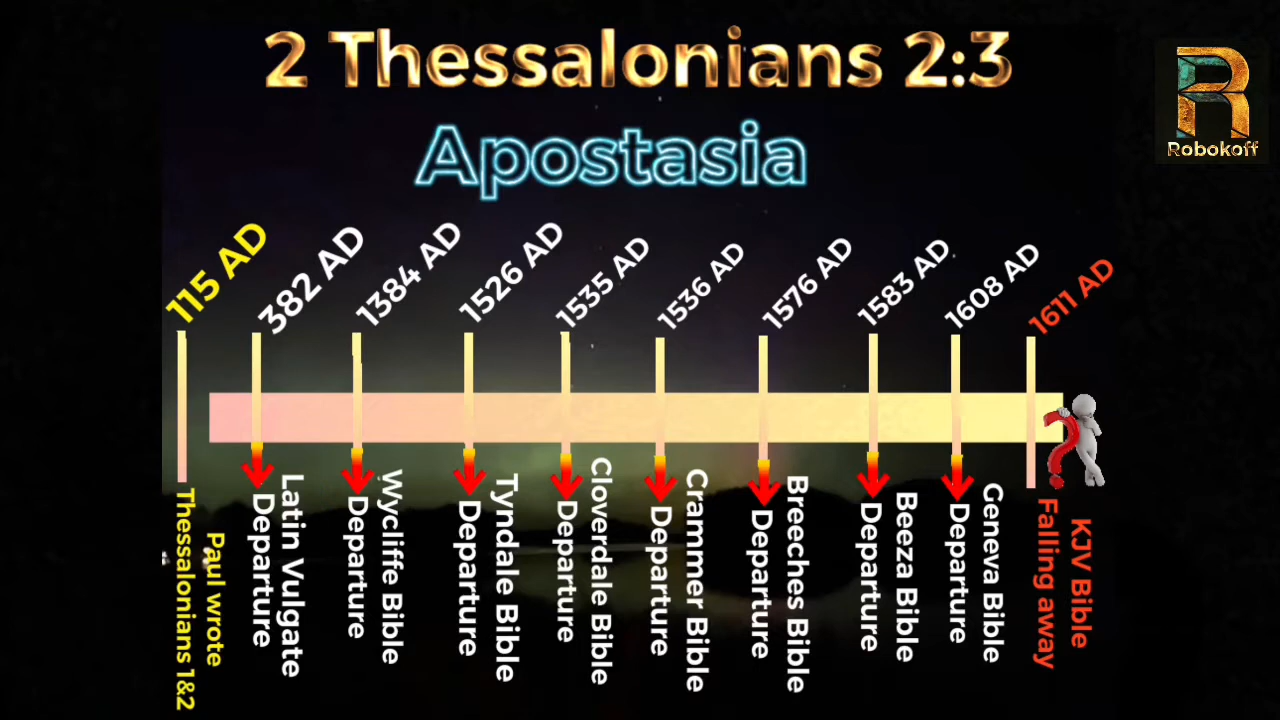 2 Thessalonians 2:3
Robokoff
Apostasia
115 AD
382 AD
1384 AD
1526 AD
1535 AD
1536 AD
1576 AD
1583 AD
1608 AD
1611 AD
Paul wrote
Thessalonians 1&2
Latin Vulgate
Departure
Wycliffe Bible
Departure
Tyndale Bible
Departure
Cloverdale Bible
Departure
Crammer Bible
Departure
Breeches Bible
Departure
Beeza Bible
Departure
Geneva Bible
Departure
KJV Bible
Falling away